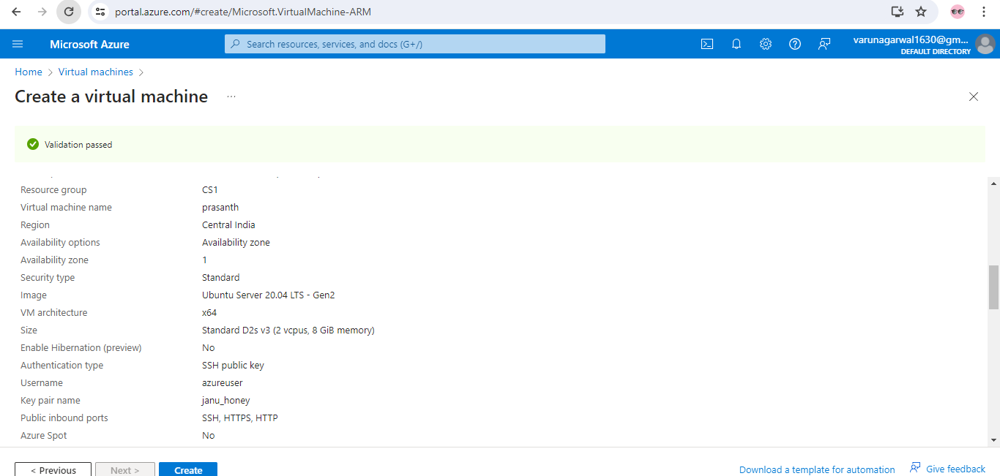 portal.azure.com/#create/Microsoft.VirtualMachine-ARM
Microsoft Azure
Search resources, services, and docs (G+/)
varunagarwal1630@gm...
DEFAULT DIRECTORY
Home > Virtual machines >
Create a virtual machine ...
Validation passed
Resource group CS1
Virtual machine name prasanth
Region Central India
Availability options Availability zone
Availability zone 1
Security type Standard
Image Ubuntu Server 20.04 LTS - Gen2
VM architecture x64
Size Standard D2s v3 (2 vcpus, 8 GiB memory)
Enable Hibernation (preview) No
Authentication type SSH public key
Username azureuser
Key pair name janu_honey
Public inbound ports SSH, HTTPS, HTTP
Azure Spot No
< Previous Next > Create Download a template for automation Give feedback